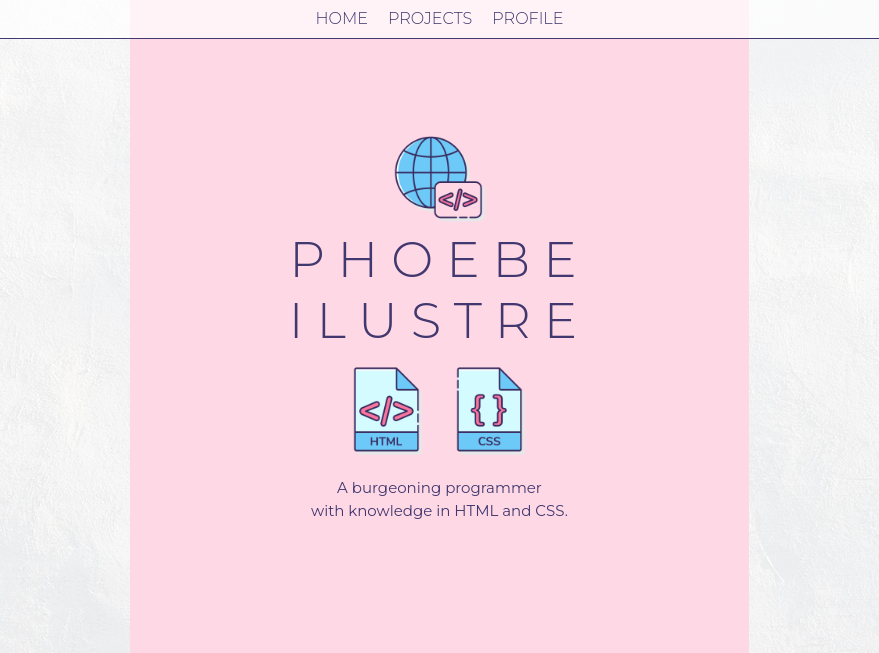 HOME PROJECTS PROFILE
</>
PHOEBE
ILUSTRE
</> { }
HTML CSS
A burgeoning programmer
with knowledge in HTML and CSS.